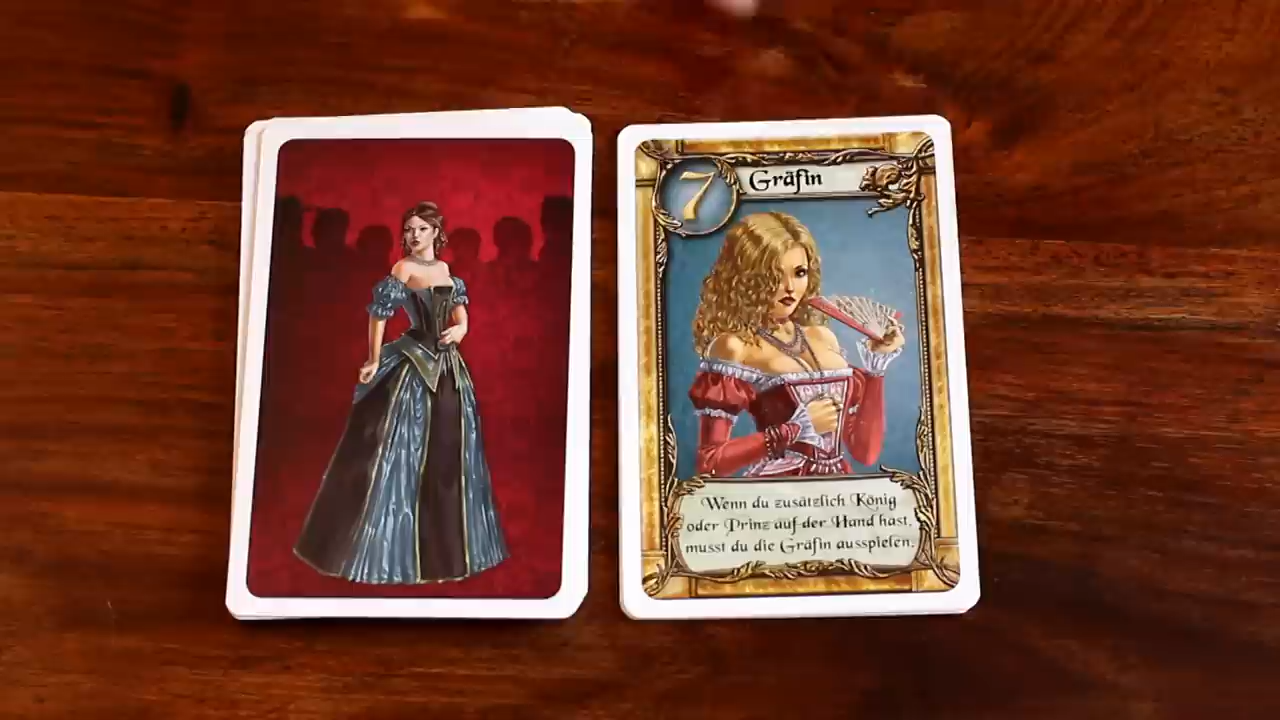 7
Gräfin
Wenn du zusätzlich König
oder Prinz auf der Hand hast,
musst du die Gräfin ausspielen.